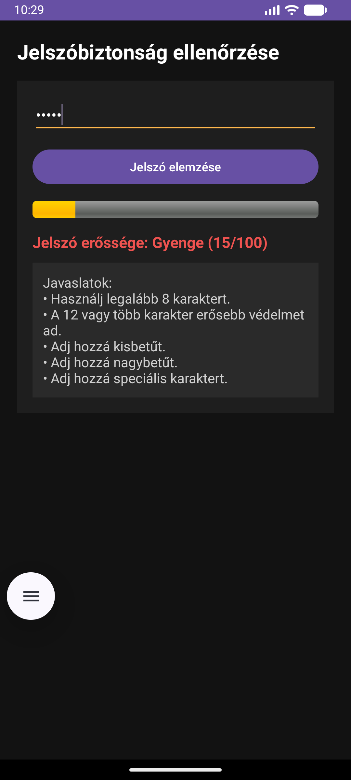 10:29
Jelszóbiztonság ellenőrzése
•••••
Jelszó elemzése
Jelszó erőssége: Gyenge (15/100)
Javaslatok:
• Használj legalább 8 karaktert.
• A 12 vagy több karakter erősebb védelmet
ad.
• Adj hozzá kisbetűt.
• Adj hozzá nagybetűt.
• Adj hozzá speciális karaktert.